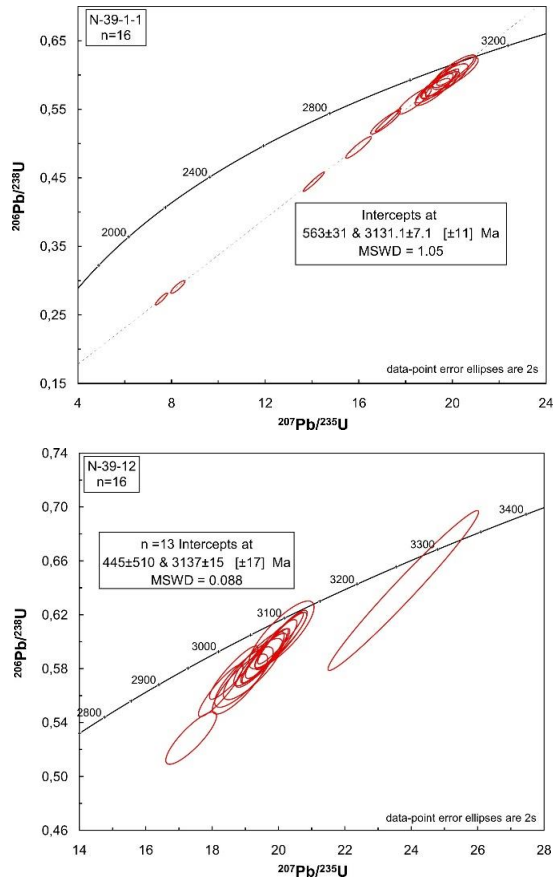 N-39-1-1
n=16
0,65
0,55
0,45
0,35
0,25
0,15
206Pb/238U
2000
2400
2800
3200
Intercepts at
563±31 & 3131.1±7.1 [±11] Ma
MSWD = 1.05
data-point error ellipses are 2s
4 8 12 16 20 24
207Pb/235U
N-39-12
n=16
0,74
0,70
0,66
0,62
0,58
0,54
0,50
0,46
206Pb/238U
n =13 Intercepts at
445±510 & 3137±15 [±17] Ma
MSWD = 0.088
2800
2900
3000
3100
3200
3300
3400
data-point error ellipses are 2s
14 16 18 20 22 24 26 28
207Pb/235U